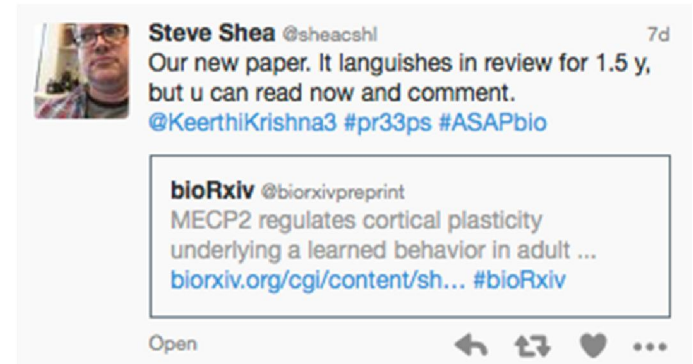 Steve Shea @sheacshl 7d
Our new paper. It languishes in review for 1.5 y,
but u can read now and comment.
@KeerthiKrishna3 #pr33ps #ASAPbio
bioRxiv @biorxivpreprint
MECP2 regulates cortical plasticity
underlying a learned behavior in adult ...
biorxiv.org/cgi/content/sh... #bioRxiv
Open